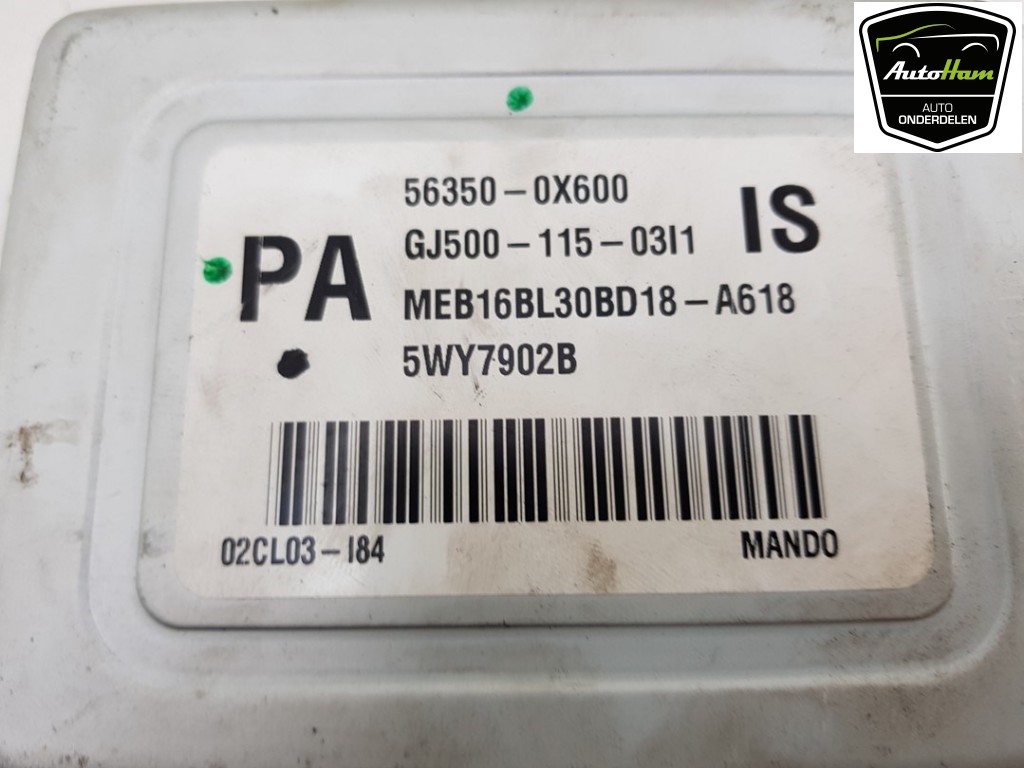 AutoHam
AUTO
ONDERDELEN
56350-0X600
IS
GJ500-115-03I1
PA
MEB16BL30BD18-A618
5WY7902B
02CL03-I84
MANDO